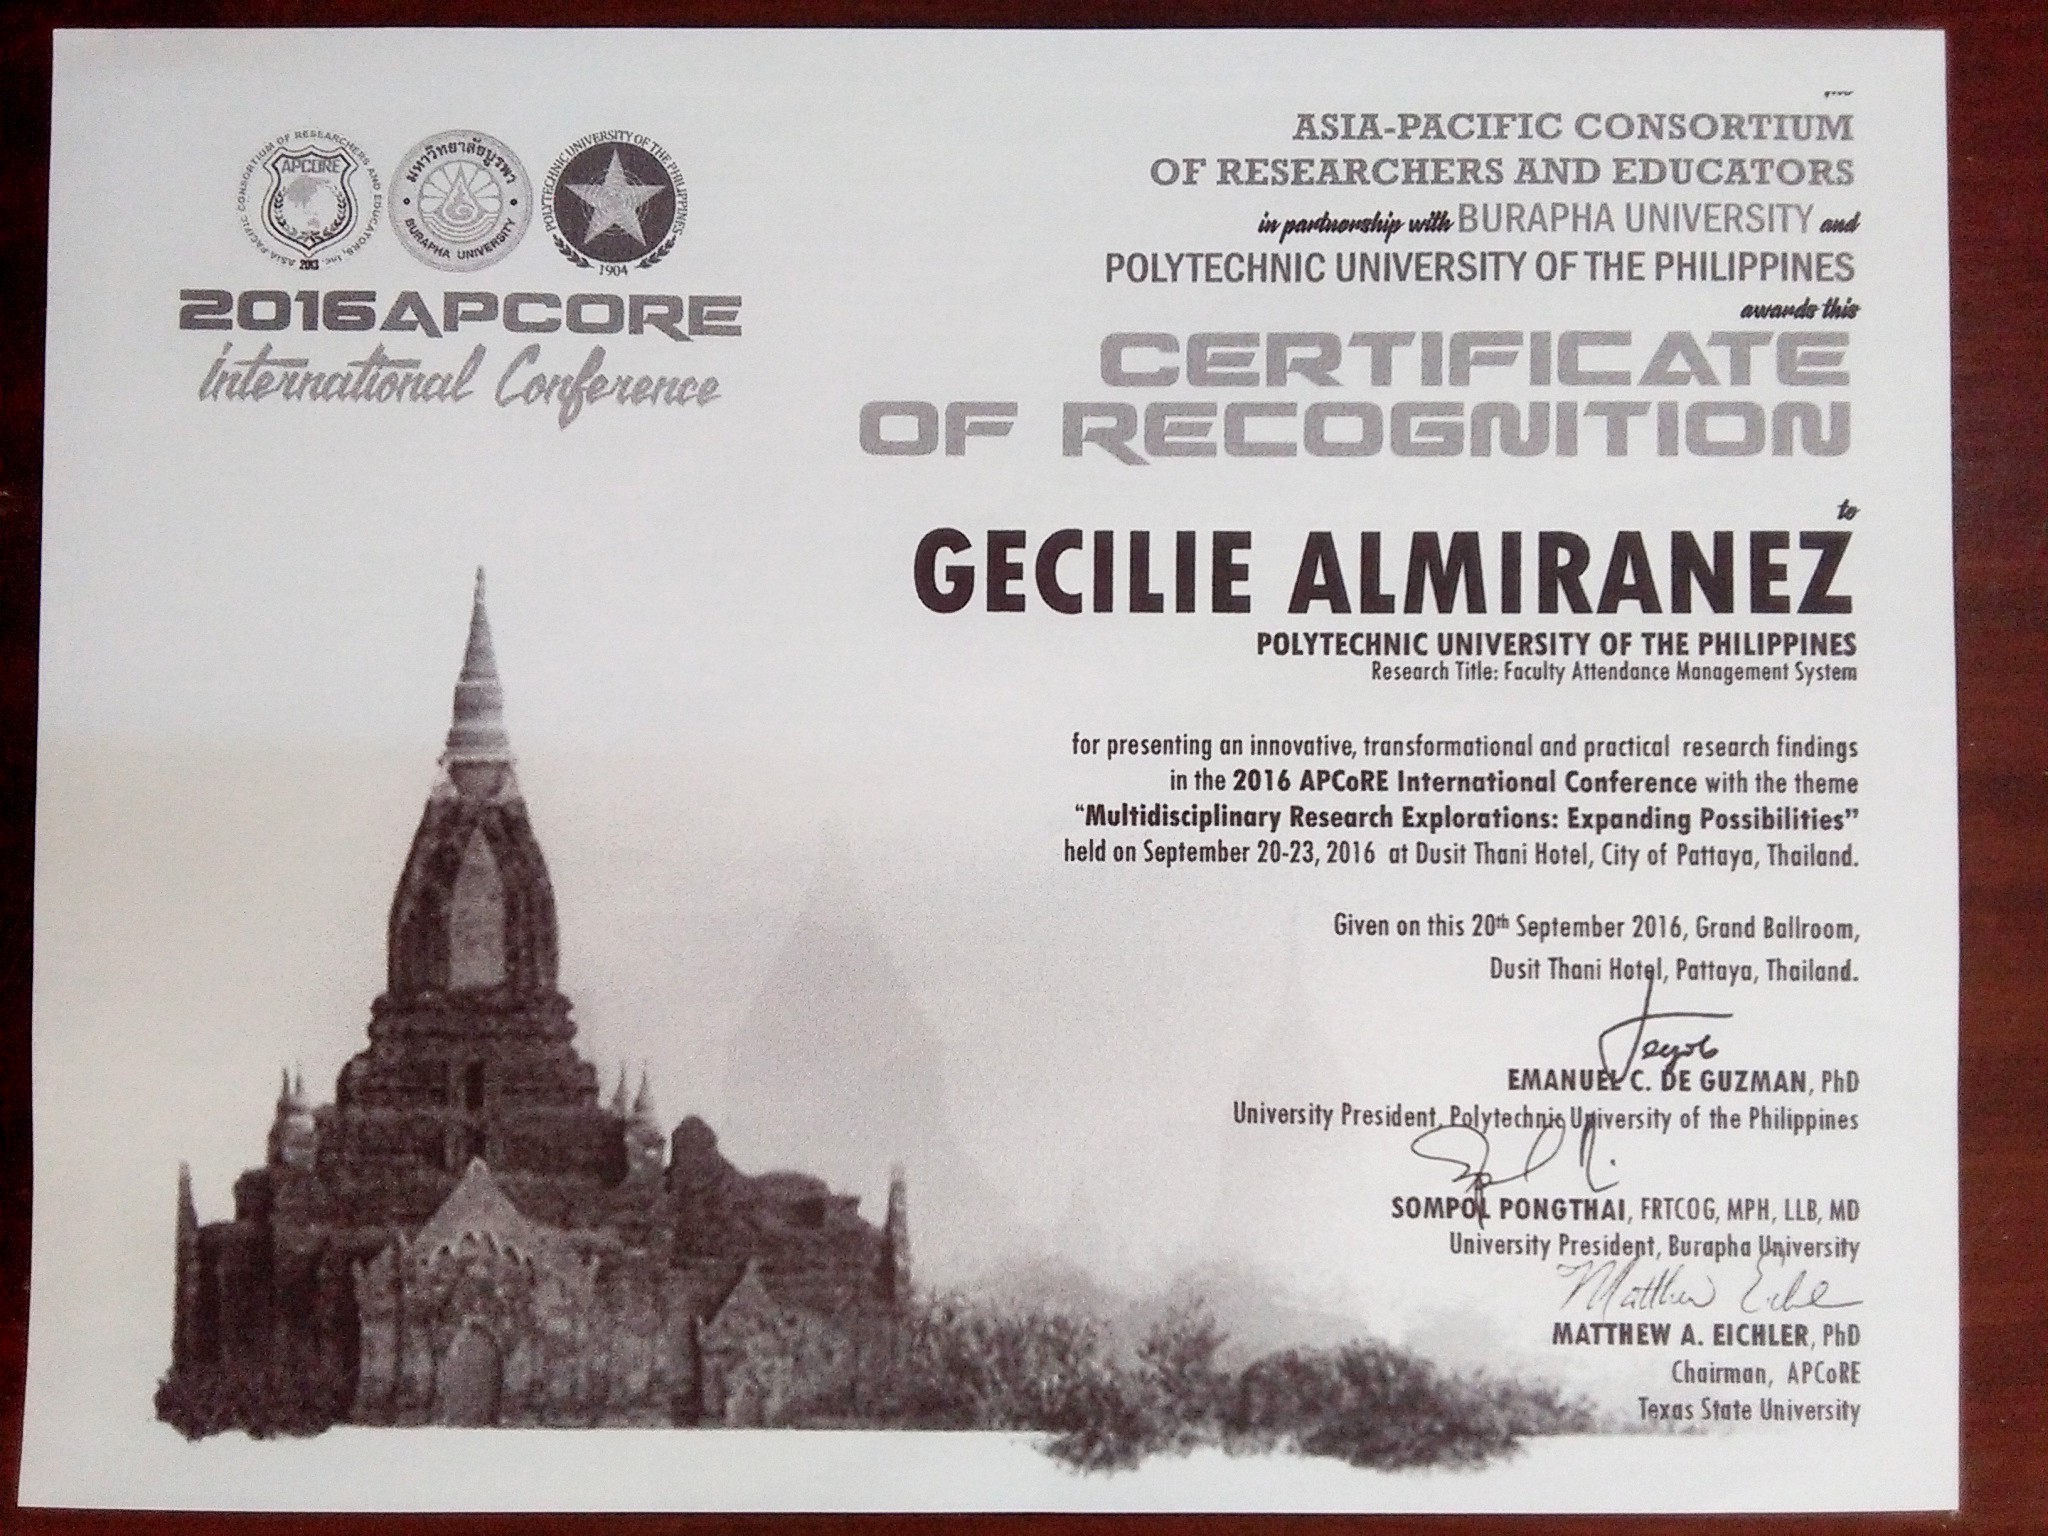 ASIA-PACIFIC CONSORTIUM OF RESEARCHERS AND EDUCATORS, Inc.
APCORE
2013
มหาวิทยาลัยบูรพา
BURAPHA UNIVERSITY
POLYTECHNIC UNIVERSITY OF THE PHILIPPINES
1904
2016APCORE
International Conference
ASIA-PACIFIC CONSORTIUM
OF RESEARCHERS AND EDUCATORS
in partnership with BURAPHA UNIVERSITY and
POLYTECHNIC UNIVERSITY OF THE PHILIPPINES
awards this
CERTIFICATE
OF RECOGNITION
to
GECILIE ALMIRANEZ
POLYTECHNIC UNIVERSITY OF THE PHILIPPINES
Research Title: Faculty Attendance Management System
for presenting an innovative, transformational and practical research findings
in the 2016 APCoRE International Conference with the theme
“Multidisciplinary Research Explorations: Expanding Possibilities”
held on September 20-23, 2016 at Dusit Thani Hotel, City of Pattaya, Thailand.
Given on this 20th September 2016, Grand Ballroom,
Dusit Thani Hotel, Pattaya, Thailand.
EMANUEL C. DE GUZMAN, PhD
University President, Polytechnic University of the Philippines
SOMPOL PONGTHAI, FRTCOG, MPH, LLB, MD
University President, Burapha University
Matthew Eichler
MATTHEW A. EICHLER, PhD
Chairman, APCoRE
Texas State University